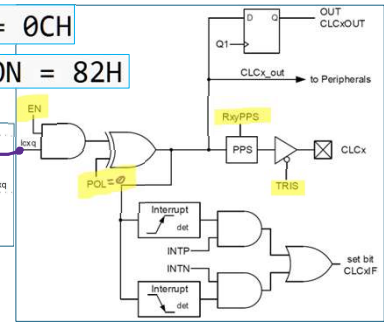 = 0CH
ON = 82H
OUT
CLCxOUT
D Q
Q1
CLCx_out
to Peripherals
EN
lcxq
RxyPPS
PPS
CLCx
POL=0
TRIS
xq
Interrupt
det
INTP
INTN
set bit
CLCxIF
Interrupt
det